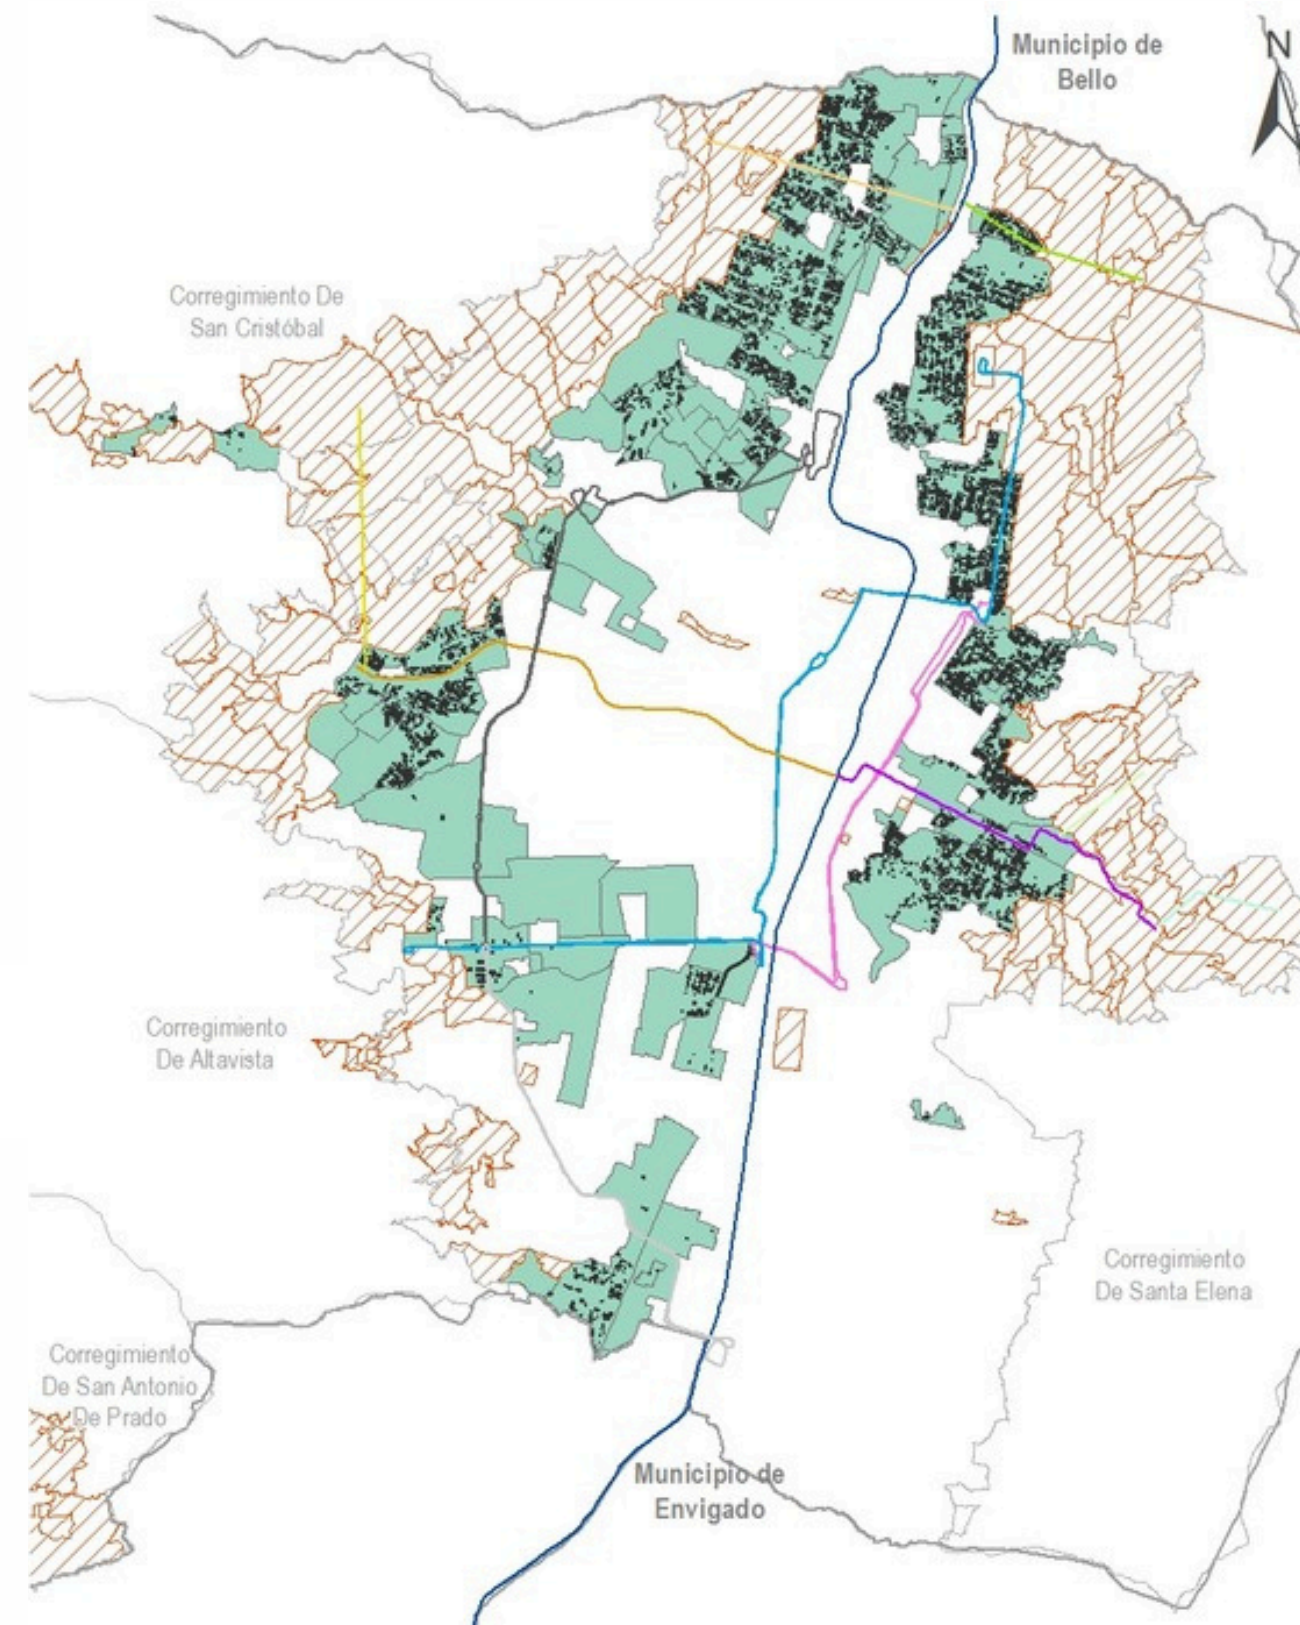 Municipio de
Bello
N
Corregimiento De
San Cristóbal
Corregimiento
De Altavista
Corregimiento
De Santa Elena
Corregimiento
De San Antonio
De Prado
Municipio de
Envigado